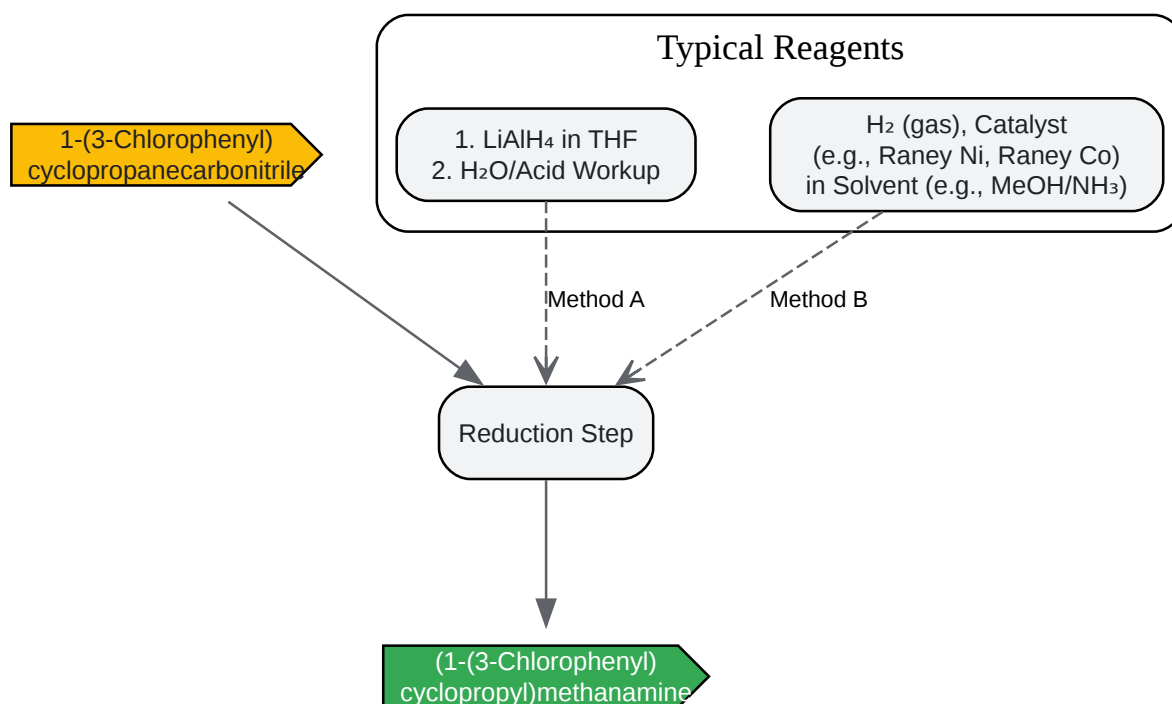 Typical Reagents
1-(3-Chlorophenyl)
cyclopropanecarbonitrile
1. LiAlH₄ in THF
2. H₂O/Acid Workup
H₂ (gas), Catalyst
(e.g., Raney Ni, Raney Co)
in Solvent (e.g., MeOH/NH₃)
Method A
Method B
Reduction Step
(1-(3-Chlorophenyl)
cyclopropyl)methanamine